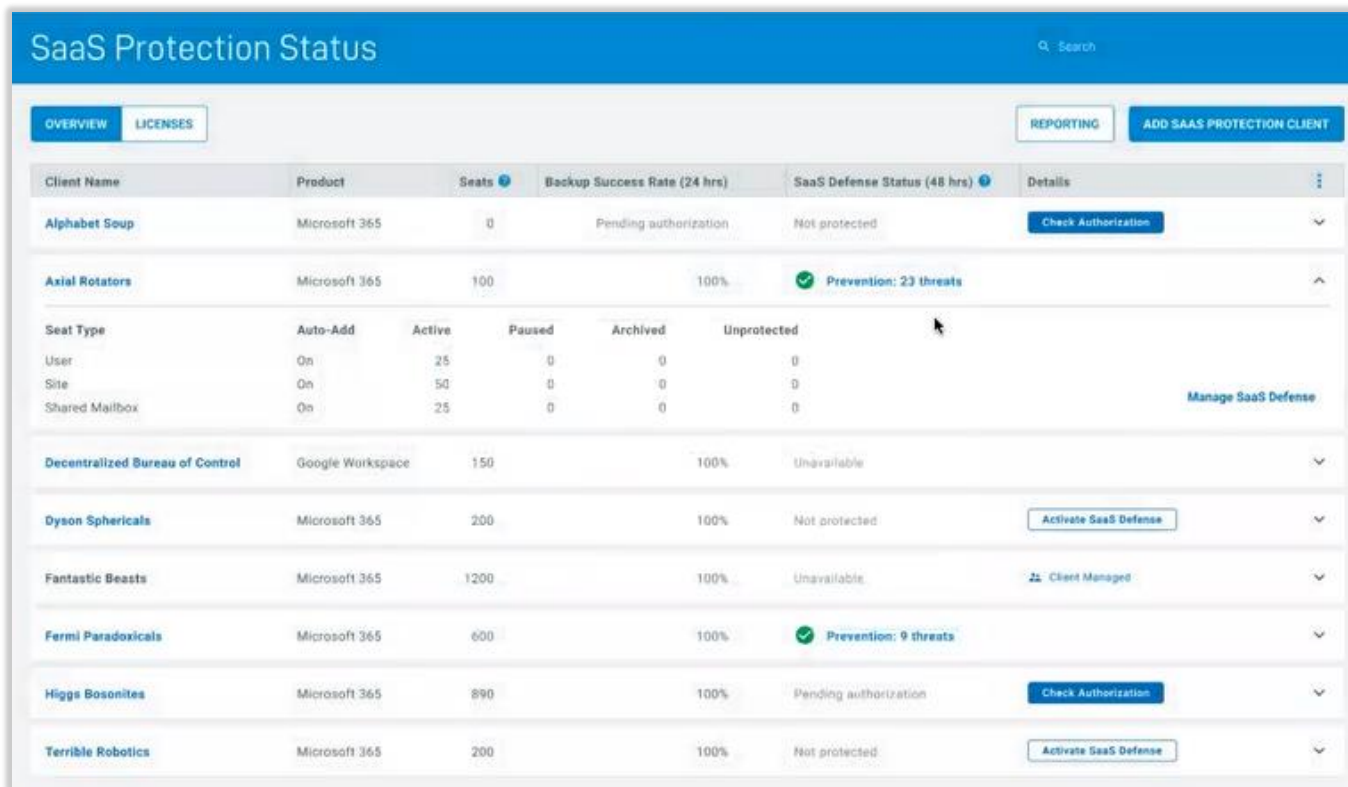 SaaS Protection Status
Search
OVERVIEW LICENSES REPORTING ADD SAAS PROTECTION CLIENT
Client Name Product Seats ? Backup Success Rate (24 hrs) SaaS Defense Status (48 hrs) ? Details
Alphabet Soup Microsoft 365 0 Pending authorization Not protected Check Authorization
Axial Rotators Microsoft 365 100 100% Prevention: 23 threats
Seat Type Auto-Add Active Paused Archived Unprotected
User On 25 0 0 0
Site On 50 0 0 0
Shared Mailbox On 25 0 0 0
Manage SaaS Defense
Decentralized Bureau of Control Google Workspace 150 100% Unavailable
Dyson Sphericals Microsoft 365 200 100% Not protected Activate SaaS Defense
Fantastic Beasts Microsoft 365 1200 100% Unavailable Client Managed
Fermi Paradoxicals Microsoft 365 600 100% Prevention: 9 threats
Higgs Bosonites Microsoft 365 890 100% Pending authorization Check Authorization
Terrible Robotics Microsoft 365 200 100% Not protected Activate SaaS Defense